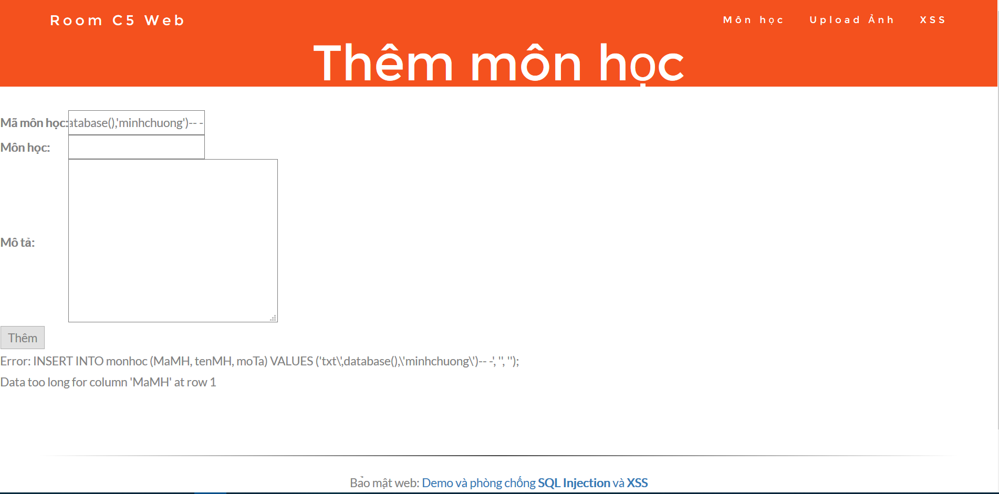 Room C5 Web
Môn học Upload Ảnh XSS
Thêm môn học
Mã môn học: atabase(),'minhchuong')-- -
Môn học:
Mô tả:
Thêm
Error: INSERT INTO monhoc (MaMH, tenMH, moTa) VALUES ('txt\',database(),\'minhchuong\')-- -', '', '');
Data too long for column 'MaMH' at row 1
Bảo mật web: Demo và phòng chống SQL Injection và XSS